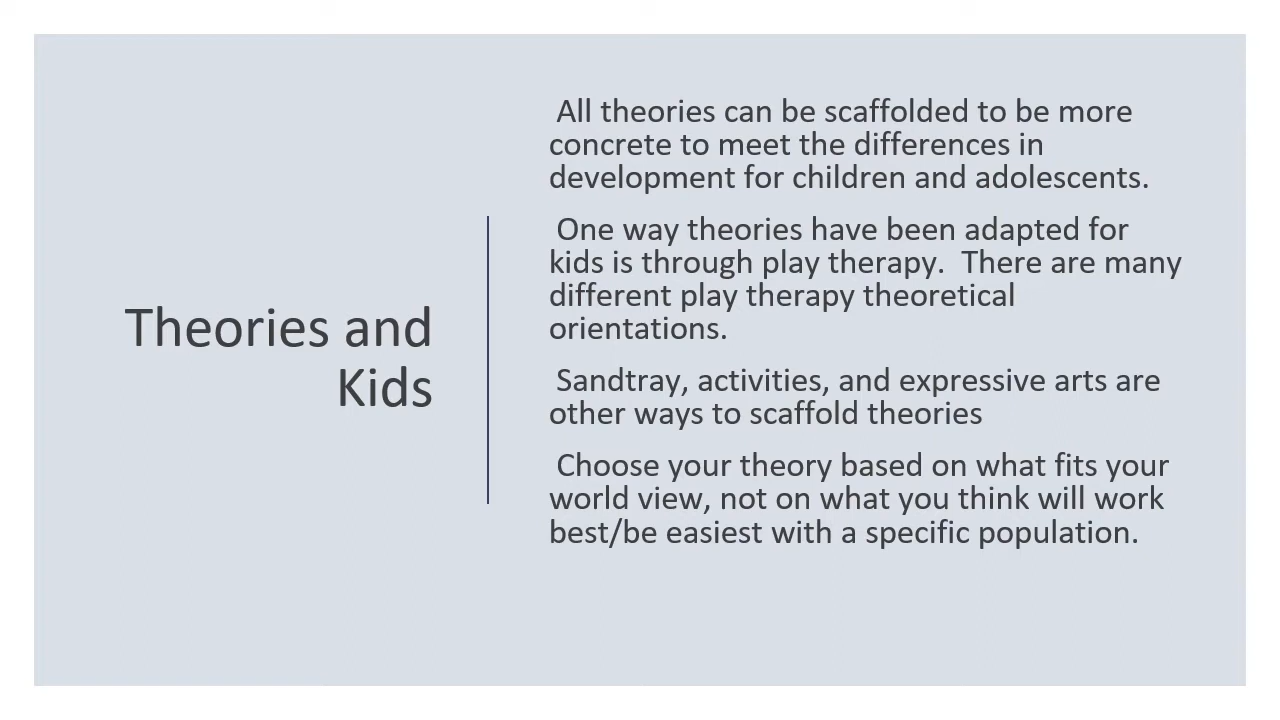 Theories and
Kids
All theories can be scaffolded to be more
concrete to meet the differences in
development for children and adolescents.
One way theories have been adapted for
kids is through play therapy.  There are many
different play therapy theoretical
orientations.
Sandtray, activities, and expressive arts are
other ways to scaffold theories
Choose your theory based on what fits your
world view, not on what you think will work
best/be easiest with a specific population.